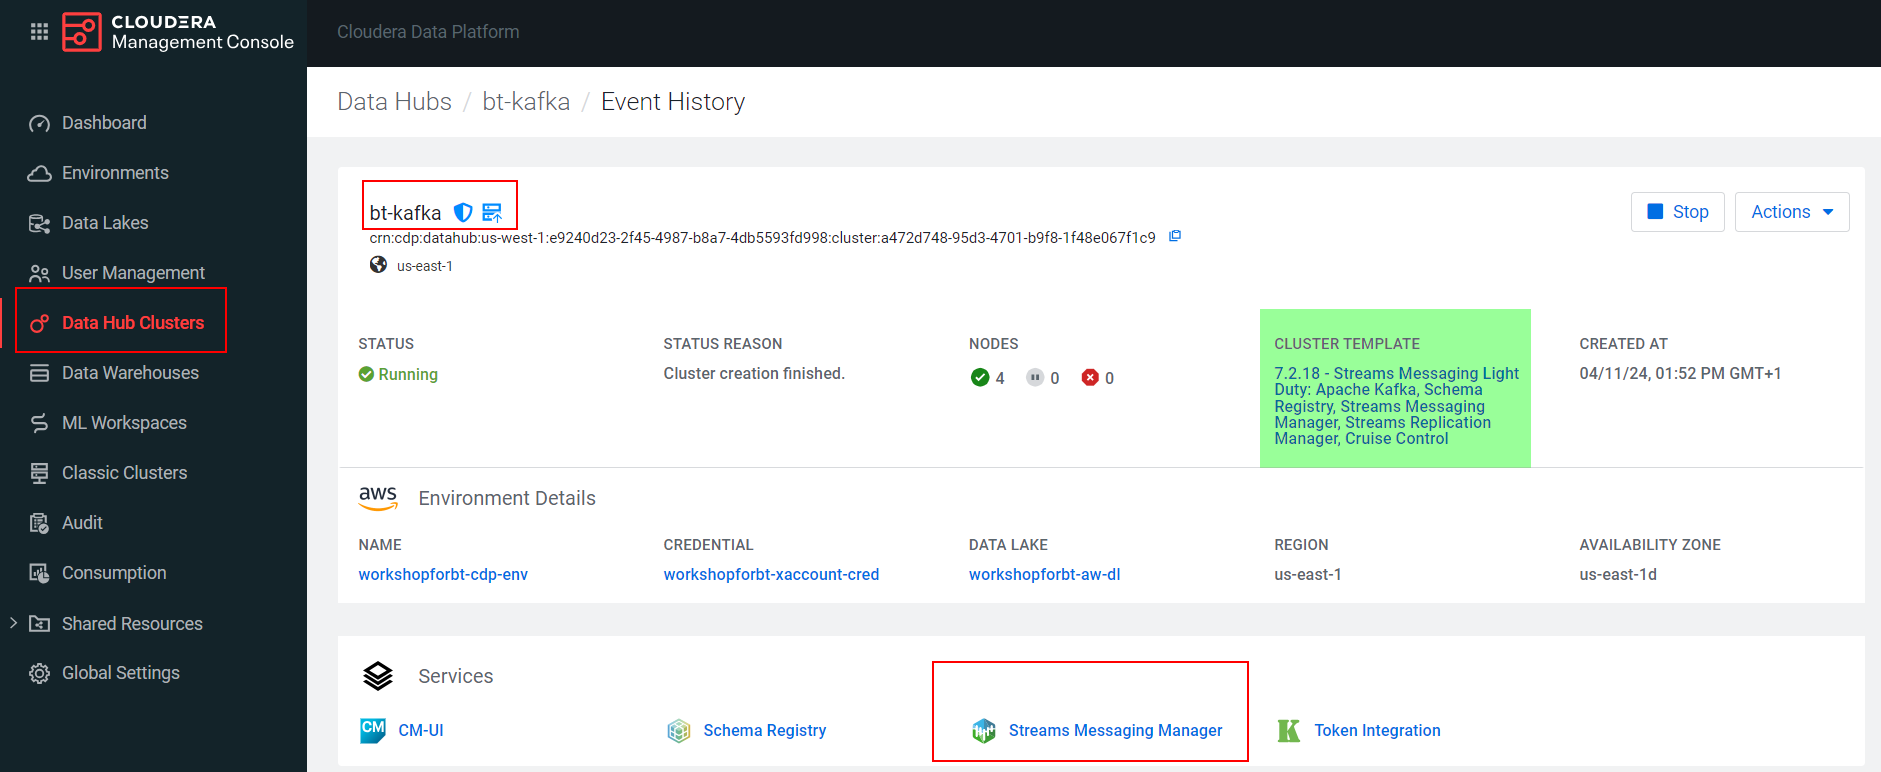 CLOUDERA
Management Console
Cloudera Data Platform
Dashboard
Environments
Data Lakes
User Management
Data Hub Clusters
Data Warehouses
ML Workspaces
Classic Clusters
Audit
Consumption
Shared Resources
Global Settings
Data Hubs / bt-kafka / Event History
bt-kafka
crn:cdp:datahub:us-west-1:e9240d23-2f45-4987-b8a7-4db5593fd998:cluster:a472d748-95d3-4701-b9f8-1f48e067f1c9
us-east-1
Stop
Actions
STATUS
Running
STATUS REASON
Cluster creation finished.
NODES
4 0 0
CLUSTER TEMPLATE
7.2.18 - Streams Messaging Light
Duty: Apache Kafka, Schema
Registry, Streams Messaging
Manager, Streams Replication
Manager, Cruise Control
CREATED AT
04/11/24, 01:52 PM GMT+1
aws
Environment Details
NAME
workshopforbt-cdp-env
CREDENTIAL
workshopforbt-xaccount-cred
DATA LAKE
workshopforbt-aw-dl
REGION
us-east-1
AVAILABILITY ZONE
us-east-1d
Services
CM CM-UI
Schema Registry
Streams Messaging Manager
K Token Integration